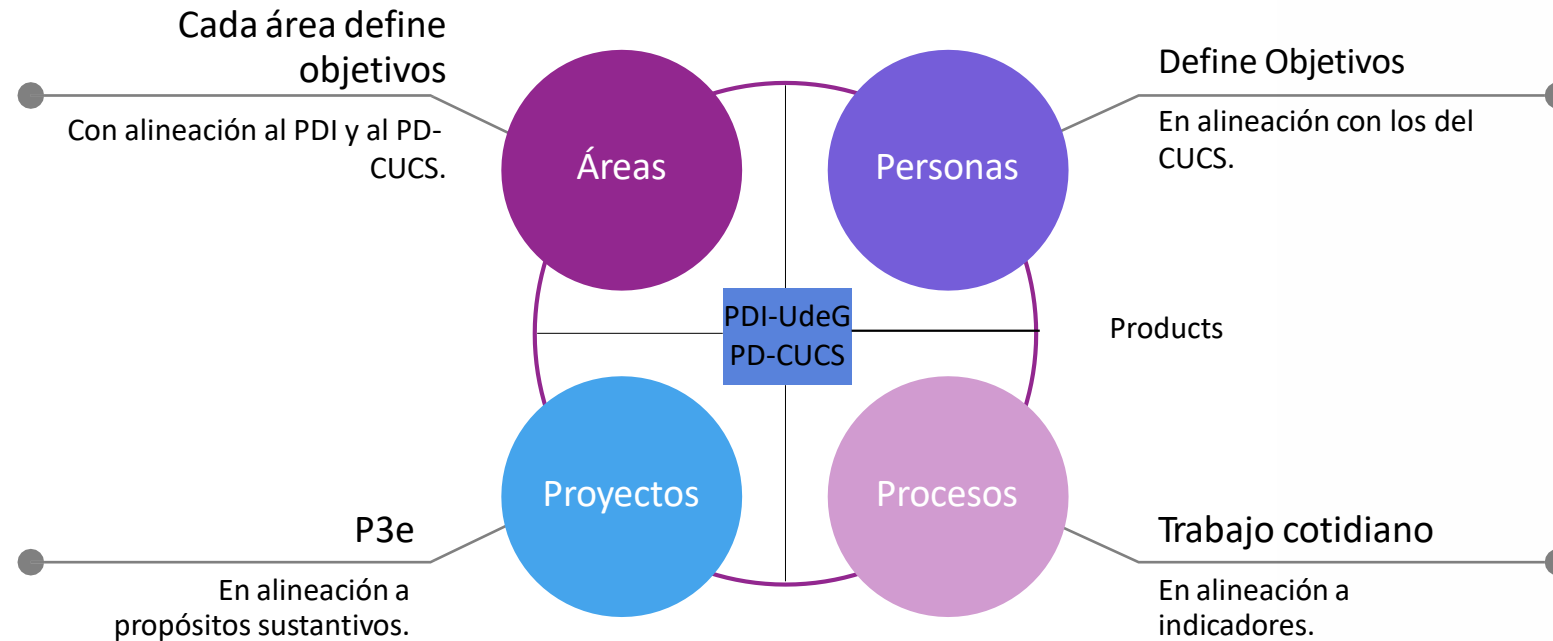 Cada área define
objetivos
Con alineación al PDI y al PD-
CUCS.
Áreas
Personas
Define Objetivos
En alineación con los del
CUCS.
PDI-UdeG
PD-CUCS
Products
Proyectos
Procesos
P3e
En alineación a
propósitos sustantivos.
Trabajo cotidiano
En alineación a
indicadores.